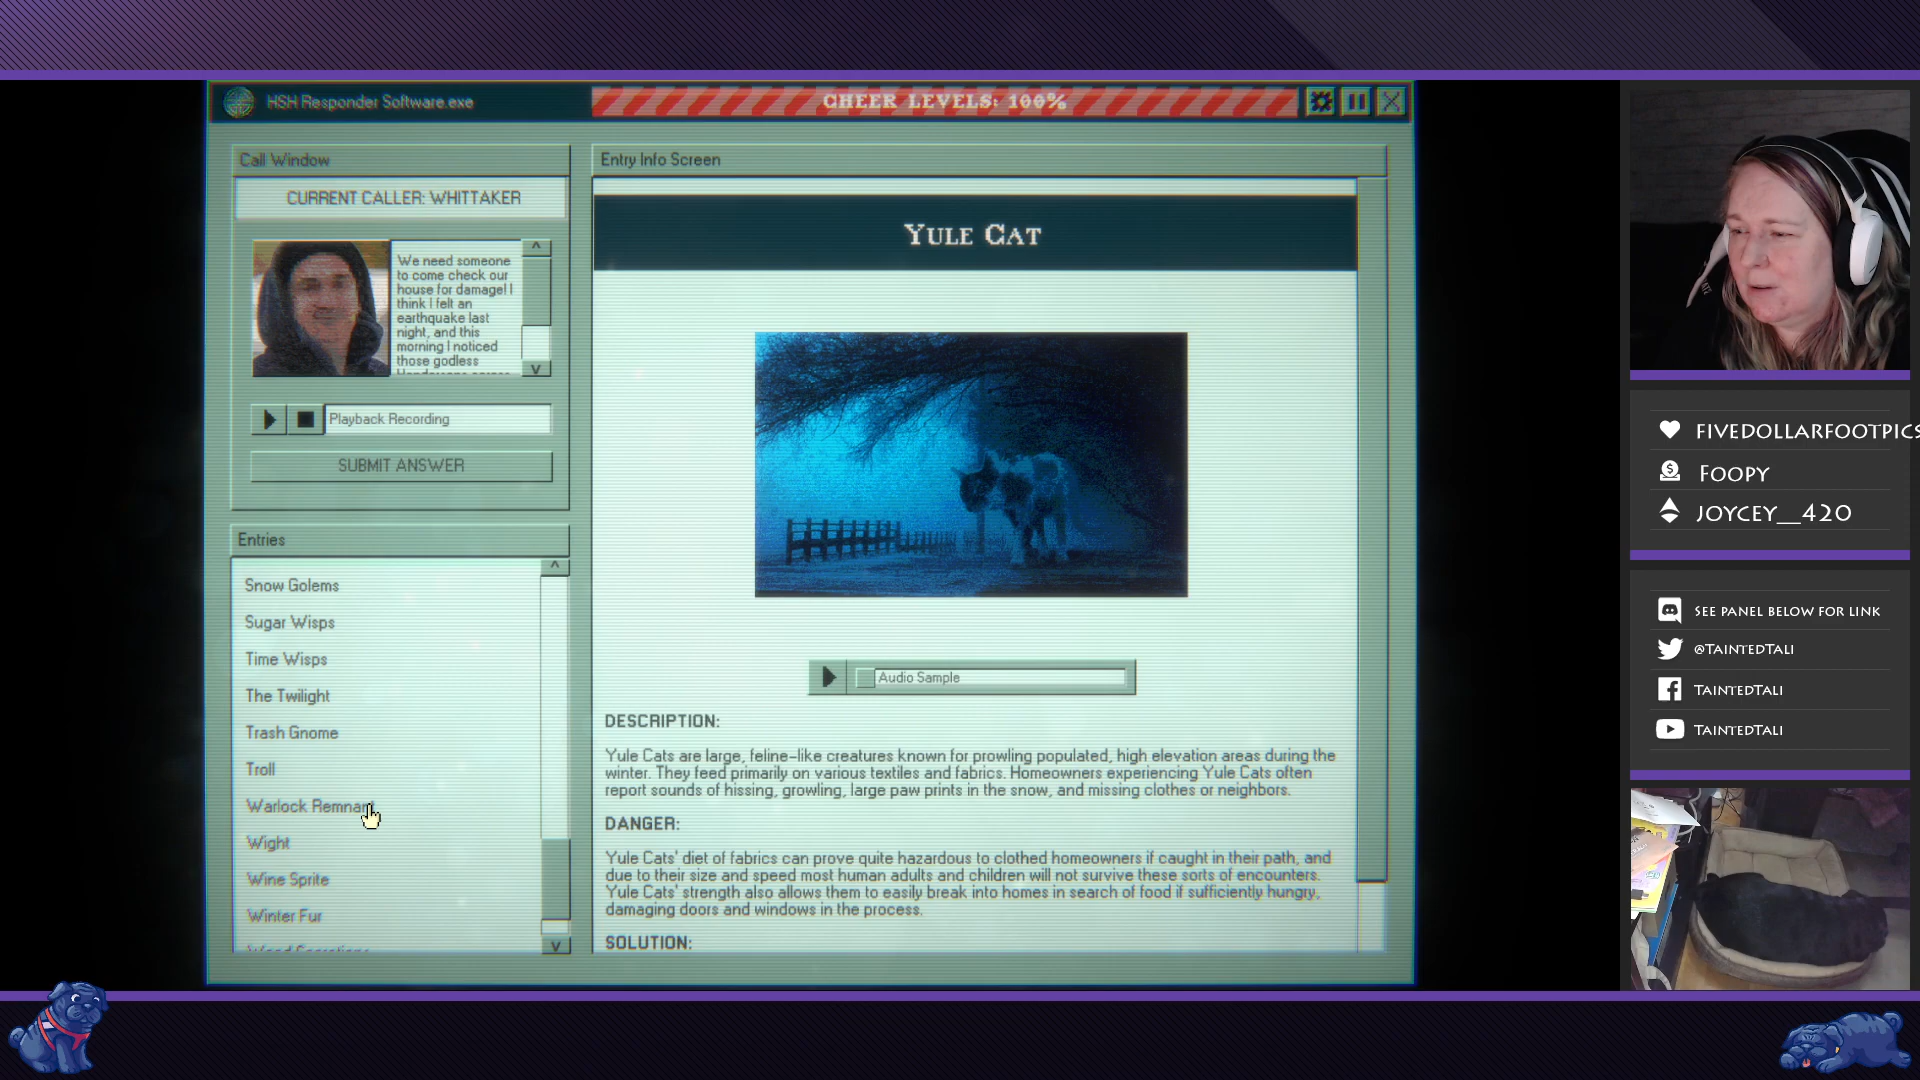 HSH Responder Software.exe
CHEER LEVELS: 100%
Call Window
CURRENT CALLER: WHITTAKER
We need someone
to come check our
house for damage! I
think I felt an
earthquake last
night, and this
morning I noticed
those godless
Playback Recording
SUBMIT ANSWER
Entries
Snow Golems
Sugar Wisps
Time Wisps
The Twilight
Trash Gnome
Troll
Warlock Remnant
Wight
Wine Sprite
Winter Fur
Entry Info Screen
Yule Cat
Audio Sample
DESCRIPTION:
Yule Cats are large, feline-like creatures known for prowling populated, high elevation areas during the
winter. They feed primarily on various textiles and fabrics. Homeowners experiencing Yule Cats often
report sounds of hissing, growling, large paw prints in the snow, and missing clothes or neighbors.
DANGER:
Yule Cats' diet of fabrics can prove quite hazardous to clothed homeowners if caught in their path, and
due to their size and speed most human adults and children will not survive these sorts of encounters.
Yule Cats' strength also allows them to easily break into homes in search of food if sufficiently hungry,
damaging doors and windows in the process.
SOLUTION:
FIVEDOLLARFOOTPICS
Foopy
JOYCEY__420
SEE PANEL BELOW FOR LINK
@TAINTEDTALI
TAINTEDTALI
TAINTEDTALI